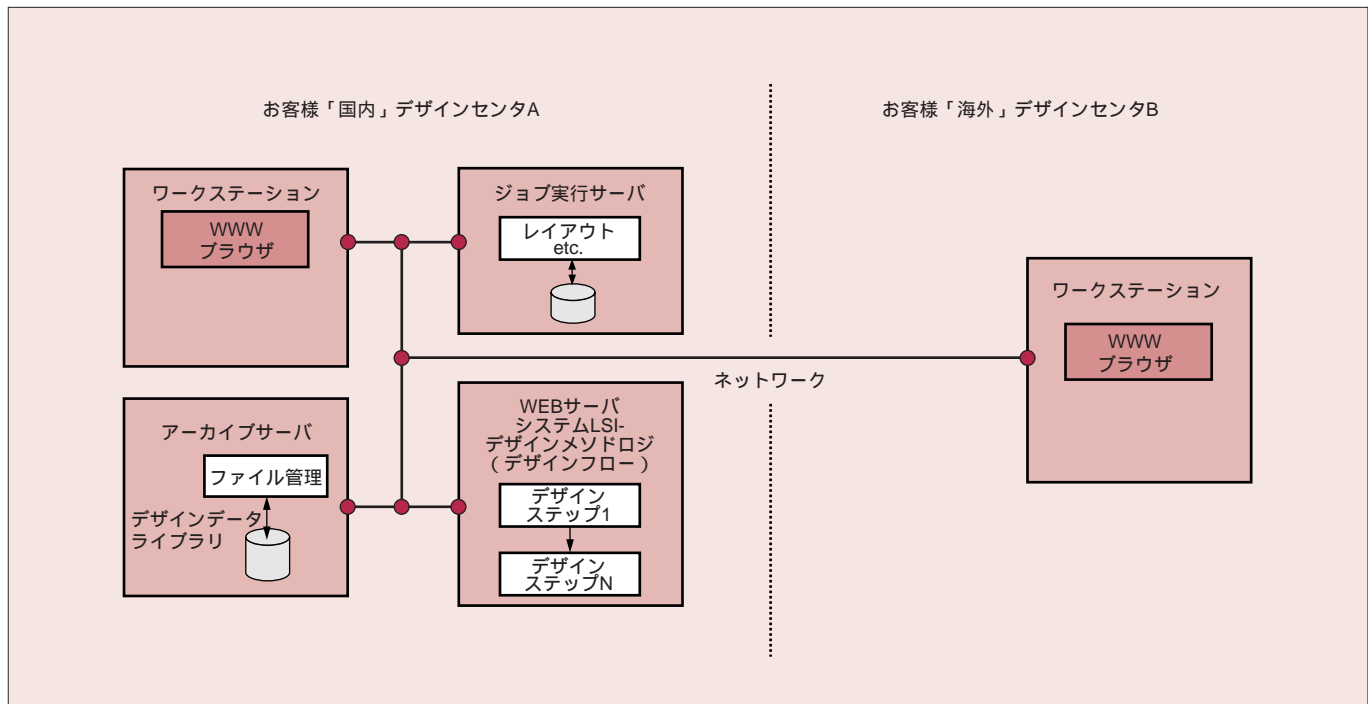 お客様「国内」デザインセンタA
お客様「海外」デザインセンタB
ワークステーション
WWW
ブラウザ
ジョブ実行サーバ
レイアウト
etc.
ワークステーション
WWW
ブラウザ
ネットワーク
アーカイブサーバ
ファイル管理
デザインデータ
ライブラリ
WEBサーバ
システムLSI-
デザインメソドロジ
（デザインフロー）
デザイン
ステップ1
デザイン
ステップN